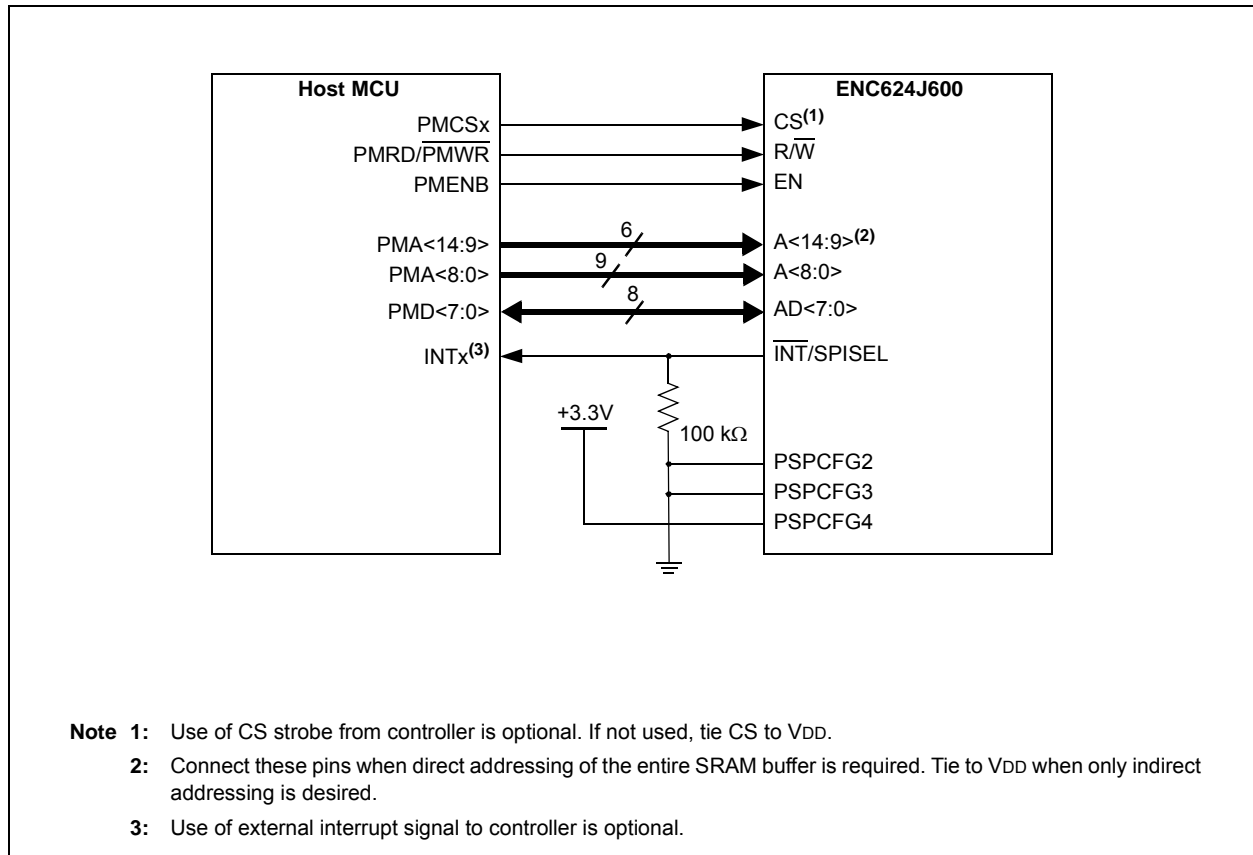 Host MCU
ENC624J600
PMCSx
CS(1)
PMRD/PMWR
R/W
PMENB
EN
PMA<14:9>
6
A<14:9>(2)
PMA<8:0>
9
A<8:0>
PMD<7:0>
8
AD<7:0>
INTx(3)
INT/SPISEL
+3.3V
100 kΩ
PSPCFG2
PSPCFG3
PSPCFG4
Note 1: Use of CS strobe from controller is optional. If not used, tie CS to VDD.
2: Connect these pins when direct addressing of the entire SRAM buffer is required. Tie to VDD when only indirect
addressing is desired.
3: Use of external interrupt signal to controller is optional.